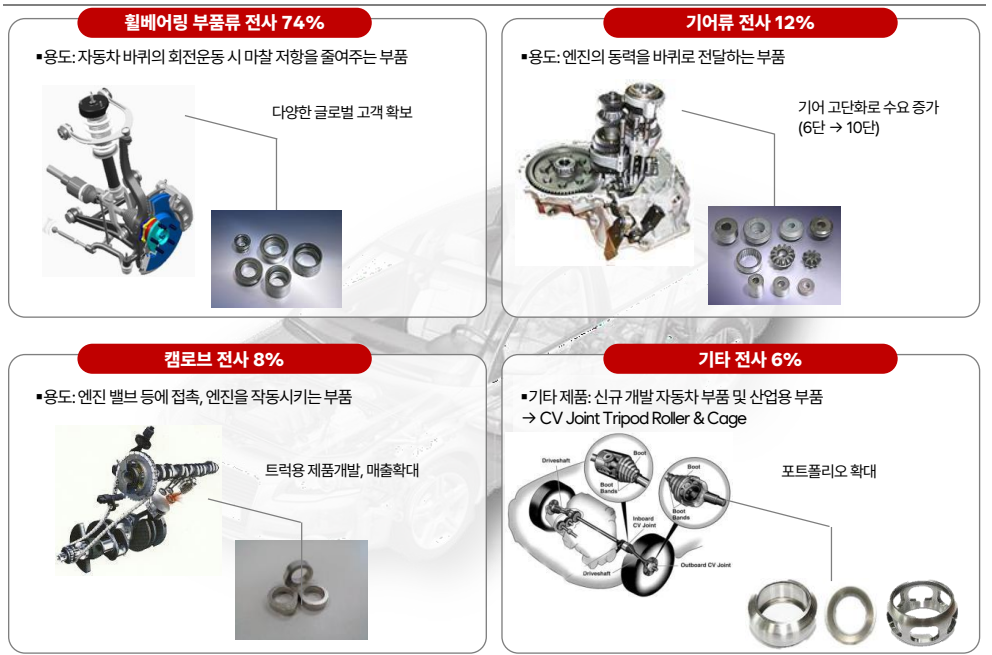 휠베어링 부품류 전사 74%
▪용도: 자동차 바퀴의 회전운동 시 마찰 저항을 줄여주는 부품
다양한 글로벌 고객 확보
기어류 전사 12%
▪용도: 엔진의 동력을 바퀴로 전달하는 부품
기어 고단화로 수요 증가
(6단 → 10단)
캠로브 전사 8%
▪용도: 엔진 밸브 등에 접촉, 엔진을 작동시키는 부품
트럭용 제품개발, 매출확대
기타 전사 6%
▪기타 제품: 신규 개발 자동차 부품 및 산업용 부품
→ CV Joint Tripod Roller & Cage
포트폴리오 확대
Driveshaft
Boot
Boot
Bands
Boot
Boot
Bands
Inboard
CV Joint
Driveshaft
Outboard CV Joint